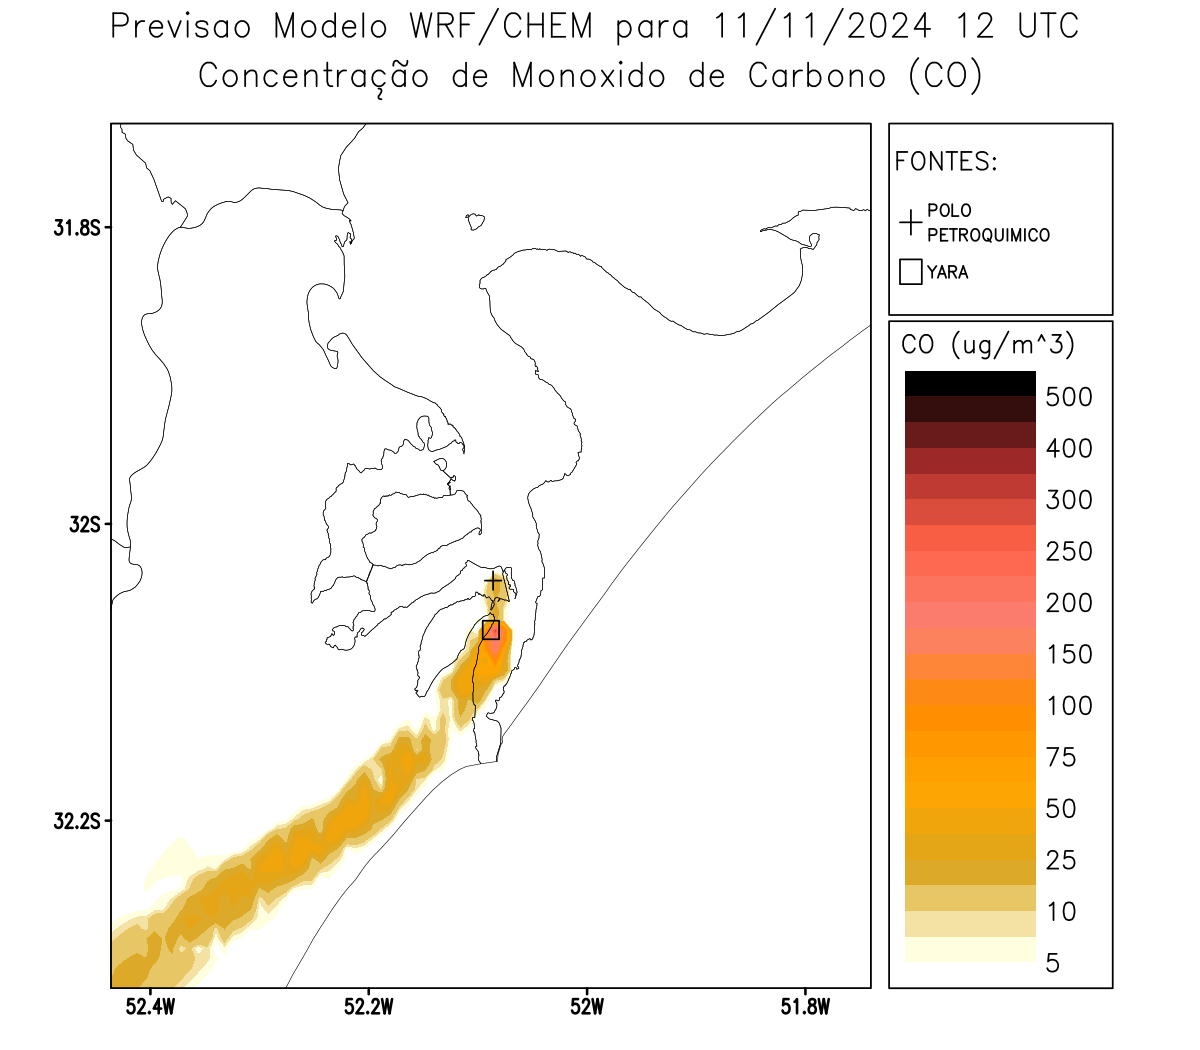 Previsao Modelo WRF/CHEM para 11/11/2024 12 UTC
Concentração de Monoxido de Carbono (CO)
FONTES:
POLO
PETROQUIMICO
YARA
CO (ug/m^3)
500
400
300
250
200
150
100
75
50
25
10
5
31.8S
32S
32.2S
52.4W
52.2W
52W
51.8W